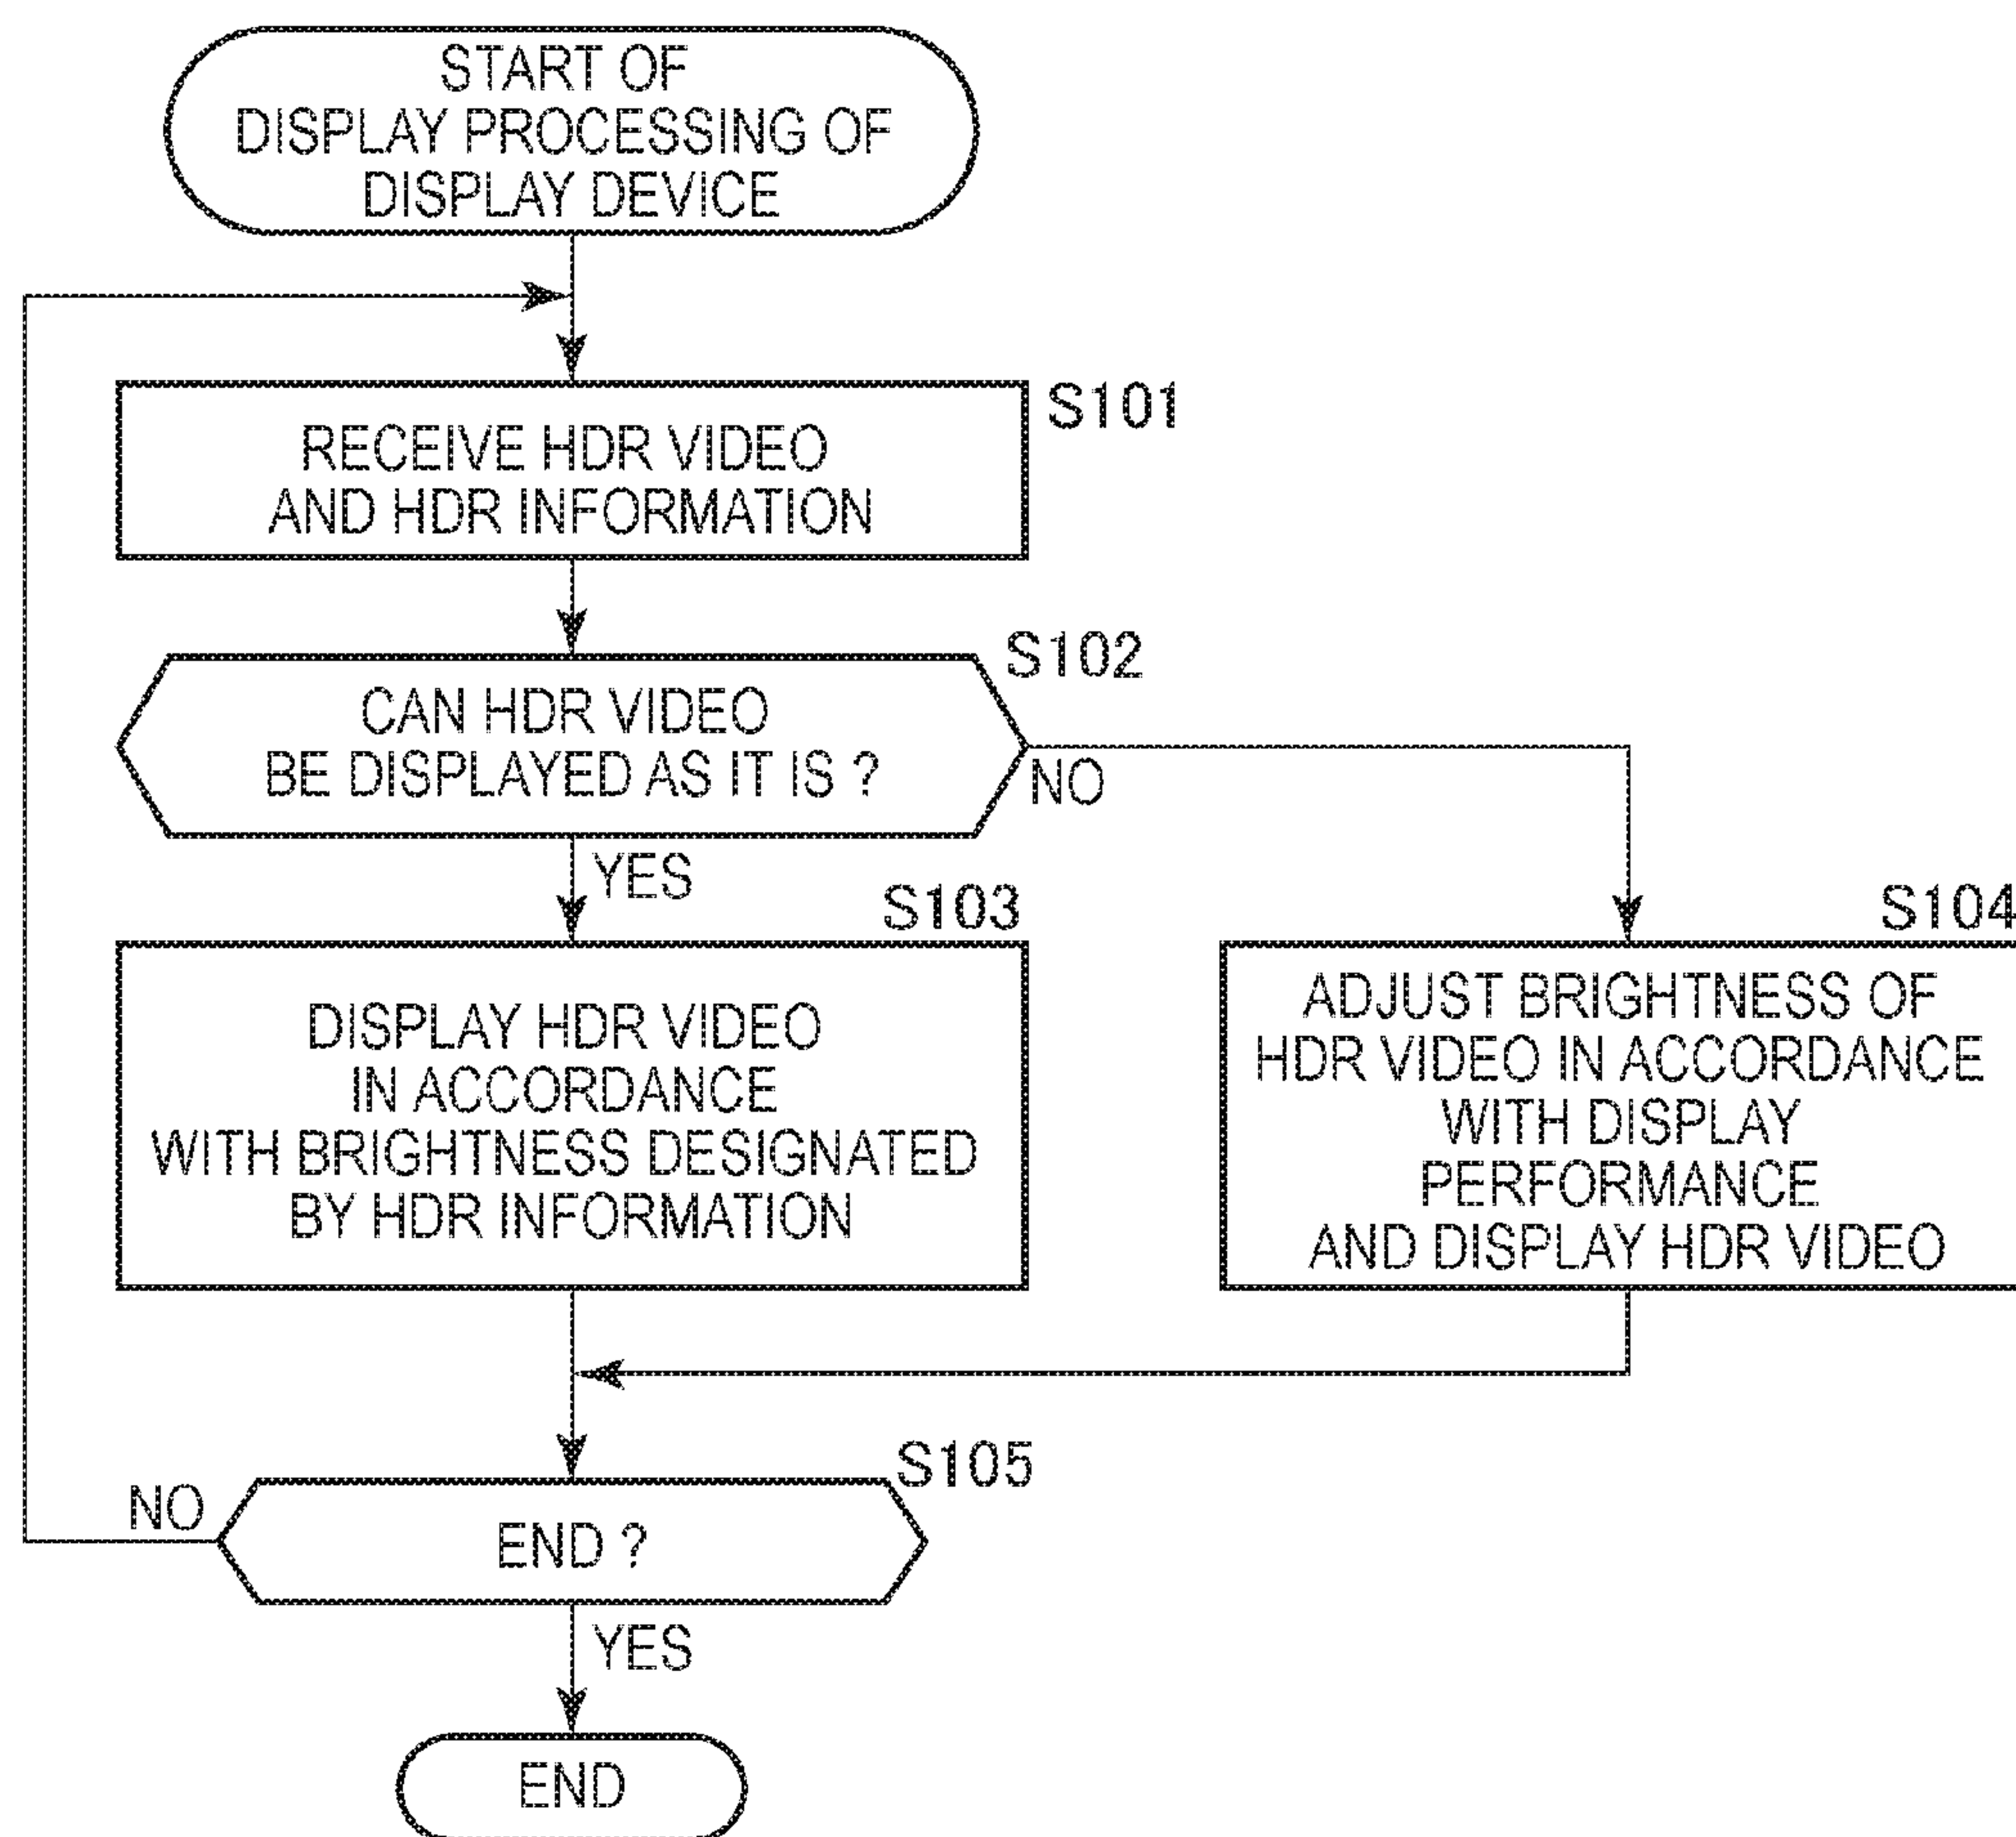 START OF
DISPLAY PROCESSING OF
DISPLAY DEVICE
S101
RECEIVE HDR VIDEO
AND HDR INFORMATION
S102
CAN HDR VIDEO
BE DISPLAYED AS IT IS ?
NO
YES
S103
DISPLAY HDR VIDEO
IN ACCORDANCE
WITH BRIGHTNESS DESIGNATED
BY HDR INFORMATION
S104
ADJUST BRIGHTNESS OF
HDR VIDEO IN ACCORDANCE
WITH DISPLAY
PERFORMANCE
AND DISPLAY HDR VIDEO
S105
NO
END ?
YES
END